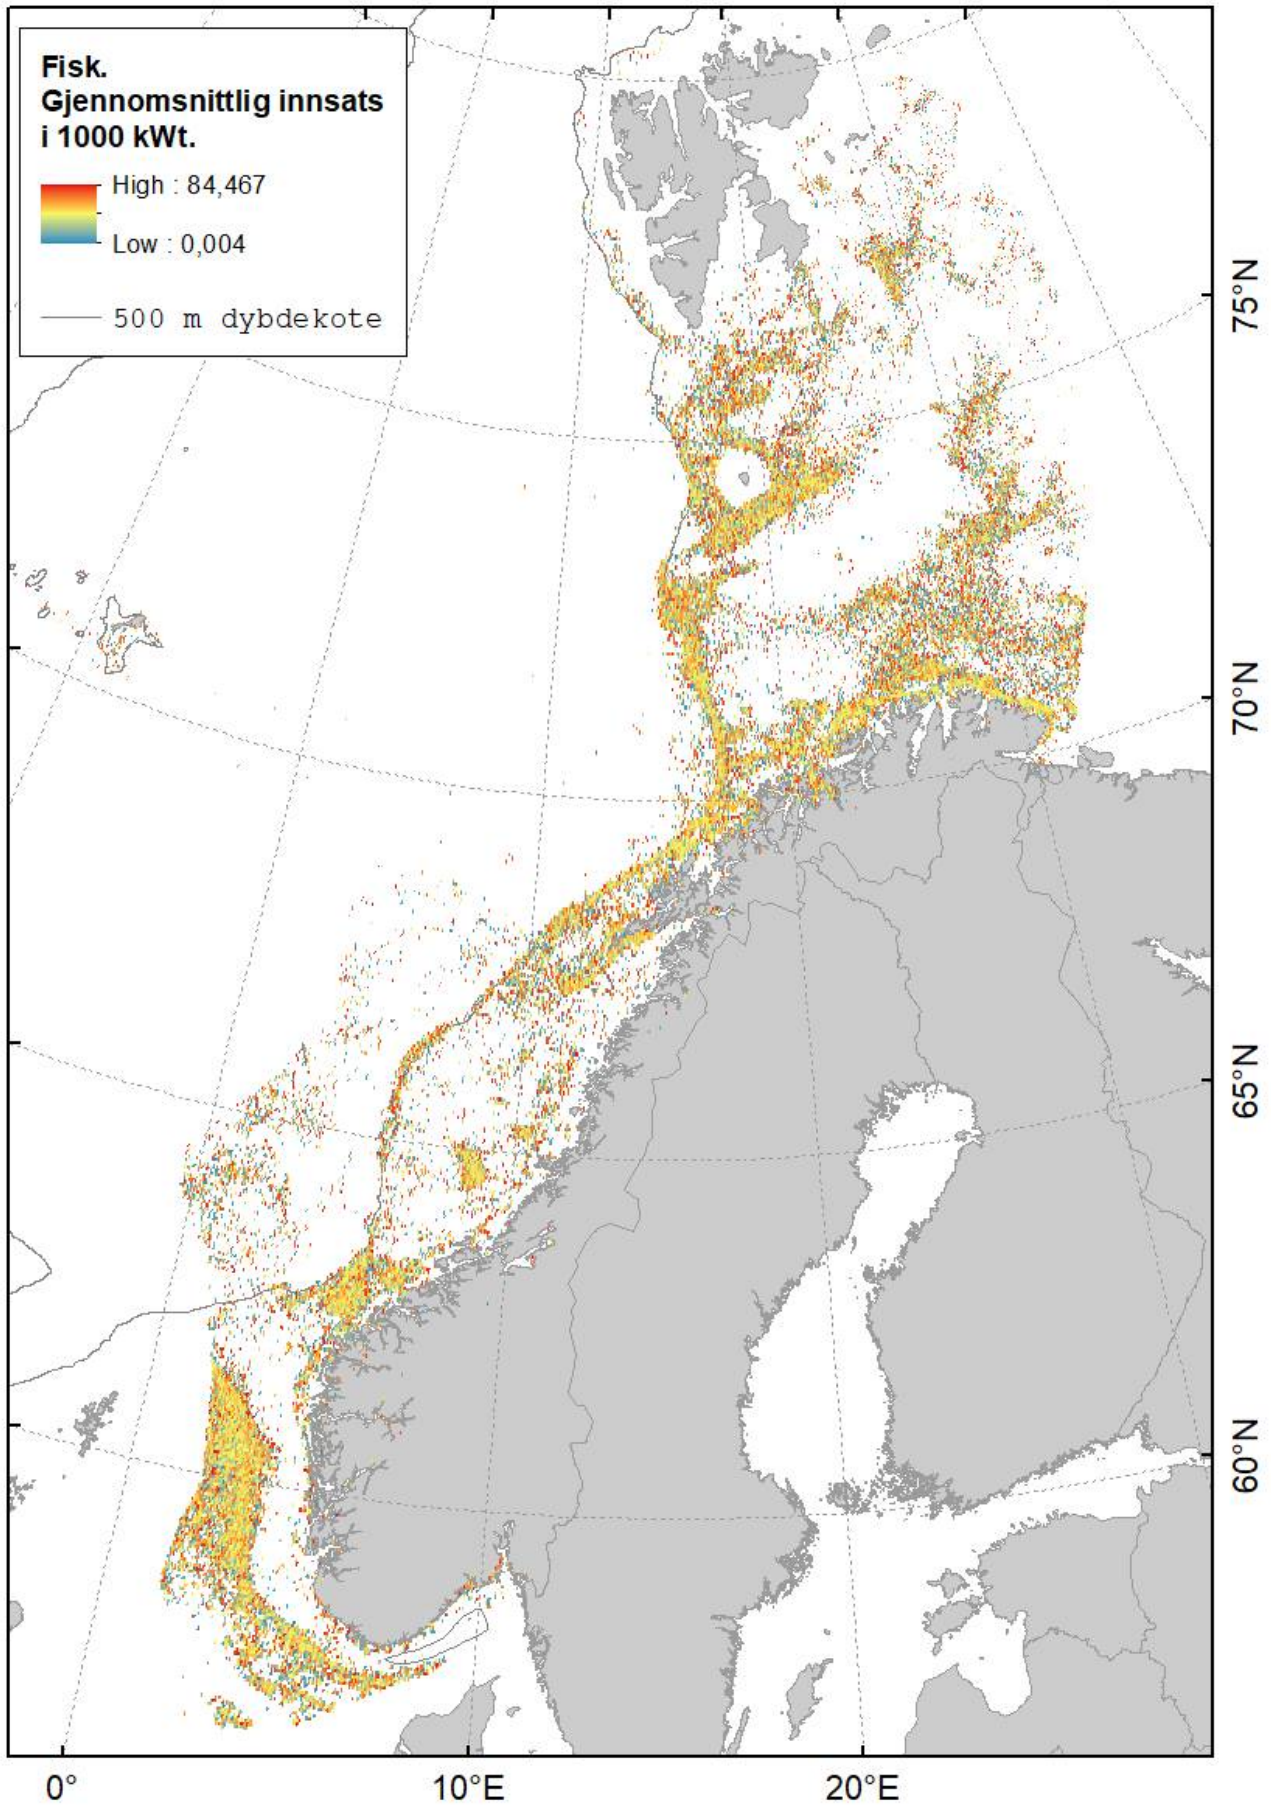 Fisk.
Gjennomsnittlig innsats
i 1000 kWt.
High : 84,467
Low : 0,004
500 m dybdekote
75°N
70°N
65°N
60°N
0°
10°E
20°E